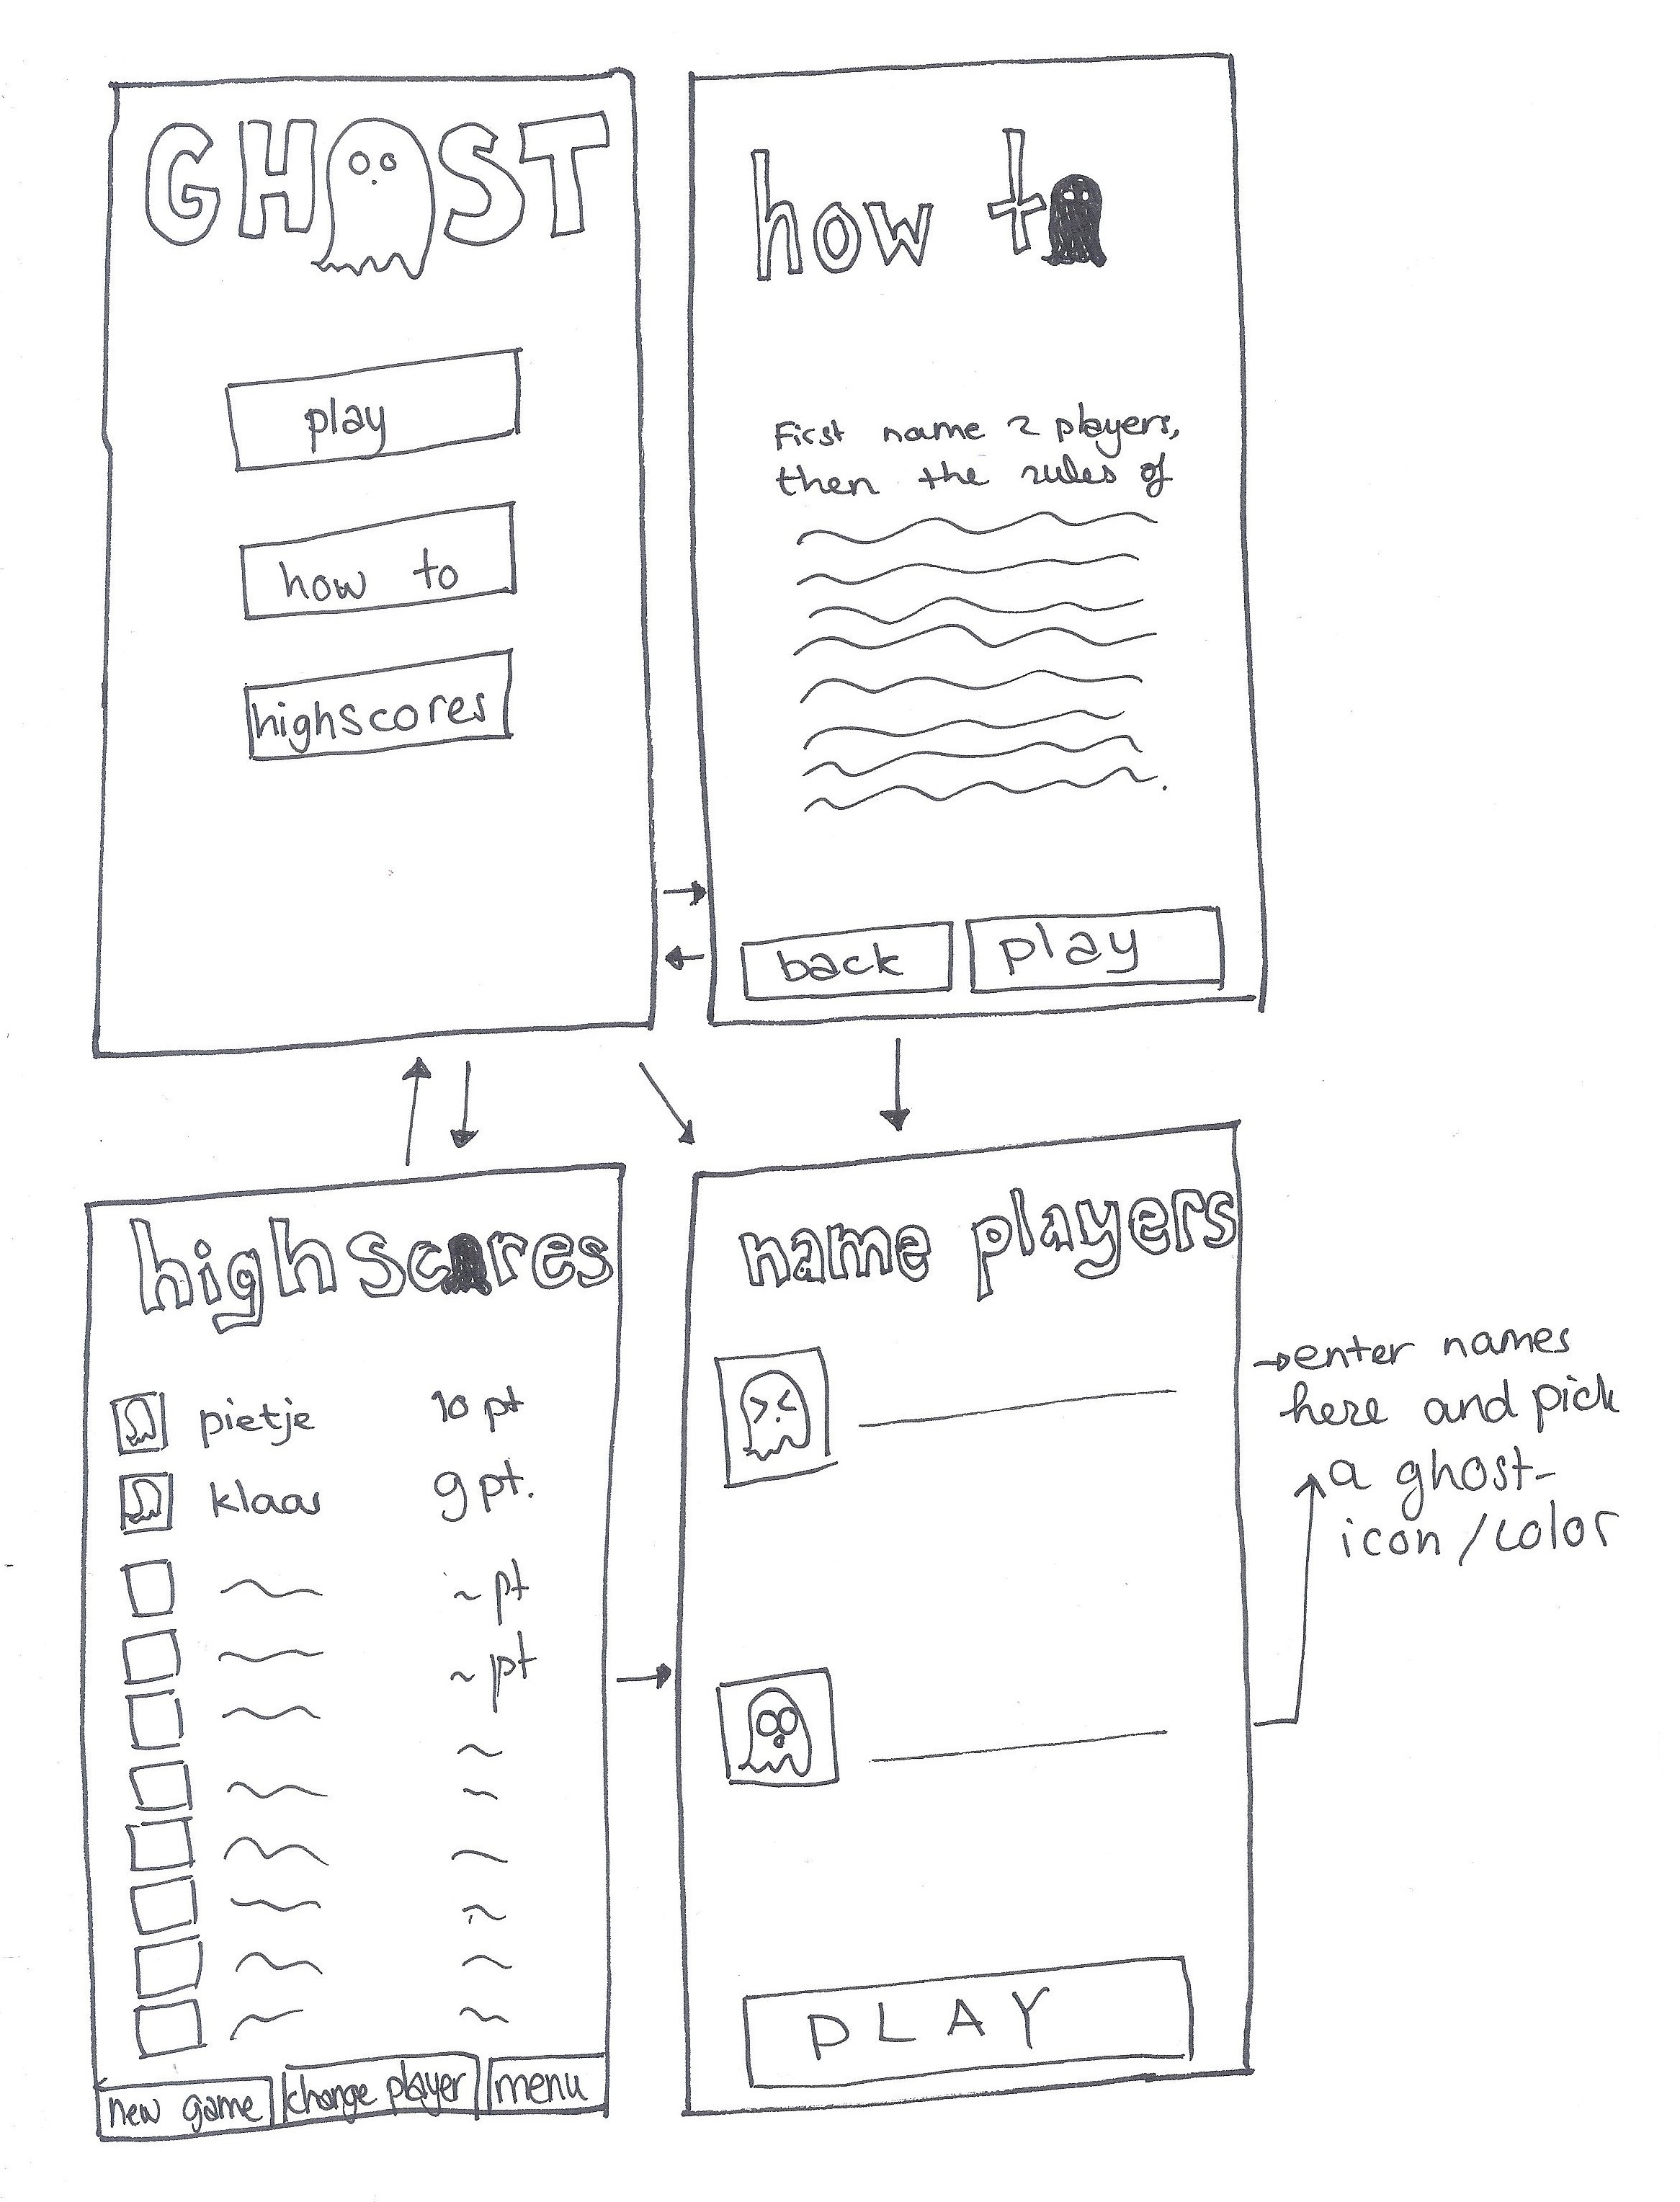 GHOST
play
how to
highscores
how to
First name 2 players,
then the rules of
back
play
highscores
pietje 10 pt
klaas 9 pt.
~ pt
~ pt
new game
change player
menu
name players
PLAY
→enter names
here and pick
a ghost-
icon/color